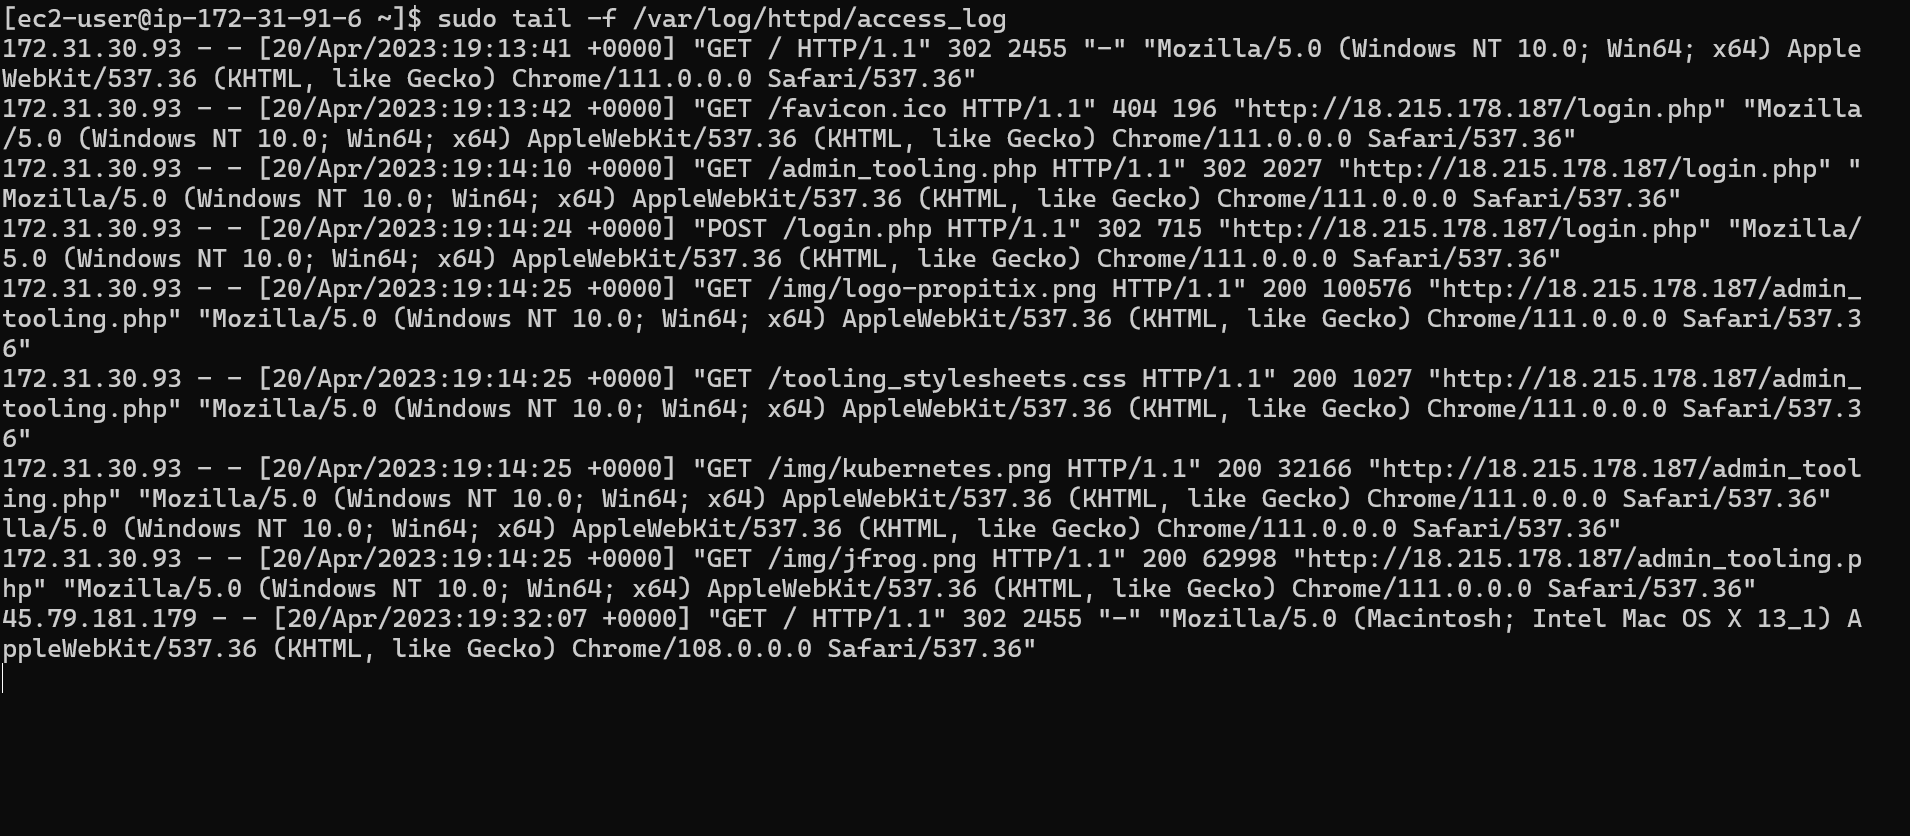 [ec2-user@ip-172-31-91-6 ~]$ sudo tail -f /var/log/httpd/access_log
172.31.30.93 - - [20/Apr/2023:19:13:41 +0000] "GET / HTTP/1.1" 302 2455 "-" "Mozilla/5.0 (Windows NT 10.0; Win64; x64) Apple
WebKit/537.36 (KHTML, like Gecko) Chrome/111.0.0.0 Safari/537.36"
172.31.30.93 - - [20/Apr/2023:19:13:42 +0000] "GET /favicon.ico HTTP/1.1" 404 196 "http://18.215.178.187/login.php" "Mozilla
/5.0 (Windows NT 10.0; Win64; x64) AppleWebKit/537.36 (KHTML, like Gecko) Chrome/111.0.0.0 Safari/537.36"
172.31.30.93 - - [20/Apr/2023:19:14:10 +0000] "GET /admin_tooling.php HTTP/1.1" 302 2027 "http://18.215.178.187/login.php" "
Mozilla/5.0 (Windows NT 10.0; Win64; x64) AppleWebKit/537.36 (KHTML, like Gecko) Chrome/111.0.0.0 Safari/537.36"
172.31.30.93 - - [20/Apr/2023:19:14:24 +0000] "POST /login.php HTTP/1.1" 302 715 "http://18.215.178.187/login.php" "Mozilla/
5.0 (Windows NT 10.0; Win64; x64) AppleWebKit/537.36 (KHTML, like Gecko) Chrome/111.0.0.0 Safari/537.36"
172.31.30.93 - - [20/Apr/2023:19:14:25 +0000] "GET /img/logo-propitix.png HTTP/1.1" 200 100576 "http://18.215.178.187/admin_
tooling.php" "Mozilla/5.0 (Windows NT 10.0; Win64; x64) AppleWebKit/537.36 (KHTML, like Gecko) Chrome/111.0.0.0 Safari/537.3
6"
172.31.30.93 - - [20/Apr/2023:19:14:25 +0000] "GET /tooling_stylesheets.css HTTP/1.1" 200 1027 "http://18.215.178.187/admin_
tooling.php" "Mozilla/5.0 (Windows NT 10.0; Win64; x64) AppleWebKit/537.36 (KHTML, like Gecko) Chrome/111.0.0.0 Safari/537.3
6"
172.31.30.93 - - [20/Apr/2023:19:14:25 +0000] "GET /img/kubernetes.png HTTP/1.1" 200 32166 "http://18.215.178.187/admin_tool
ing.php" "Mozilla/5.0 (Windows NT 10.0; Win64; x64) AppleWebKit/537.36 (KHTML, like Gecko) Chrome/111.0.0.0 Safari/537.36"
lla/5.0 (Windows NT 10.0; Win64; x64) AppleWebKit/537.36 (KHTML, like Gecko) Chrome/111.0.0.0 Safari/537.36"
172.31.30.93 - - [20/Apr/2023:19:14:25 +0000] "GET /img/jfrog.png HTTP/1.1" 200 62998 "http://18.215.178.187/admin_tooling.p
hp" "Mozilla/5.0 (Windows NT 10.0; Win64; x64) AppleWebKit/537.36 (KHTML, like Gecko) Chrome/111.0.0.0 Safari/537.36"
45.79.181.179 - - [20/Apr/2023:19:32:07 +0000] "GET / HTTP/1.1" 302 2455 "-" "Mozilla/5.0 (Macintosh; Intel Mac OS X 13_1) A
ppleWebKit/537.36 (KHTML, like Gecko) Chrome/108.0.0.0 Safari/537.36"